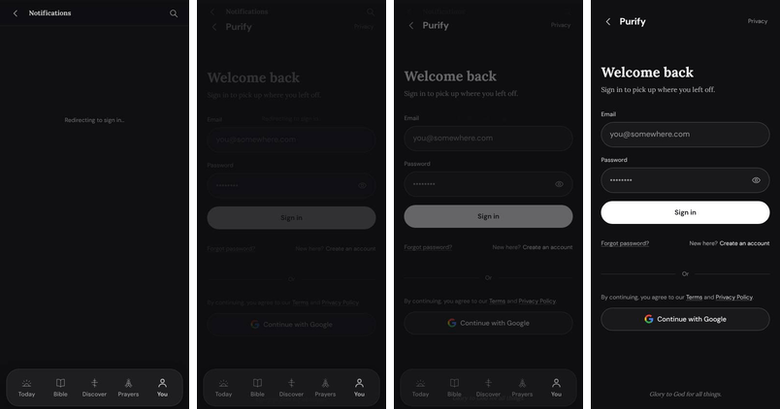 Notifications
Redirecting to sign in...
Today Bible Discover Prayers You
Notifications
Purify Privacy
Welcome back
Sign in to pick up where you left off.
Email
you@somewhere.com
Password
Sign in
Forgot password? New here? Create an account
Or
By continuing, you agree to our Terms and Privacy Policy
Continue with Google
Today Bible Discover Prayers You
Purify Privacy
Welcome back
Sign in to pick up where you left off.
Email
you@somewhere.com
Password
Sign in
Forgot password? New here? Create an account
Or
By continuing, you agree to our Terms and Privacy Policy.
Continue with Google
Today Bible Discover Prayers You
Purify Privacy
Welcome back
Sign in to pick up where you left off.
Email
you@somewhere.com
Password
Sign in
Forgot password? New here? Create an account
Or
By continuing, you agree to our Terms and Privacy Policy.
Continue with Google
Glory to God for all things.